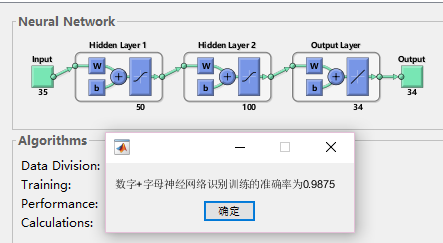 Neural Network
Hidden Layer 1
Hidden Layer 2
Output Layer
Input
W
b
+
W
b
+
W
b
+
Output
35
50
100
34
34
Algorithms
Data Division:
Training:
Performance:
Calculations:
数字+字母神经网络识别训练的准确率为0.9875
确定